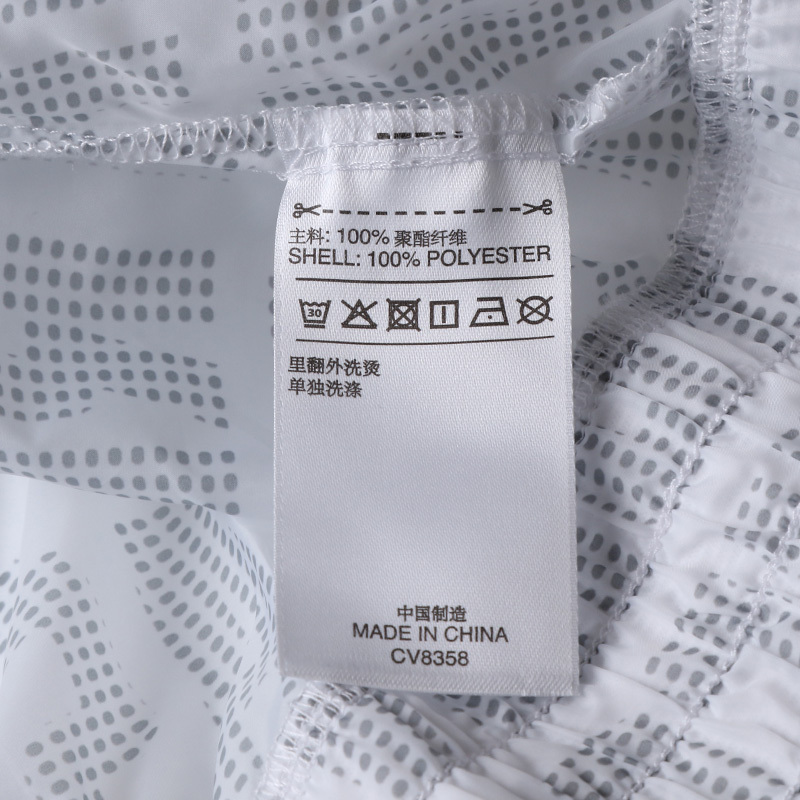 主料: 100% 聚酯纤维
SHELL: 100% POLYESTER
30
里翻外洗烫
单独洗涤
中国制造
MADE IN CHINA
CV8358